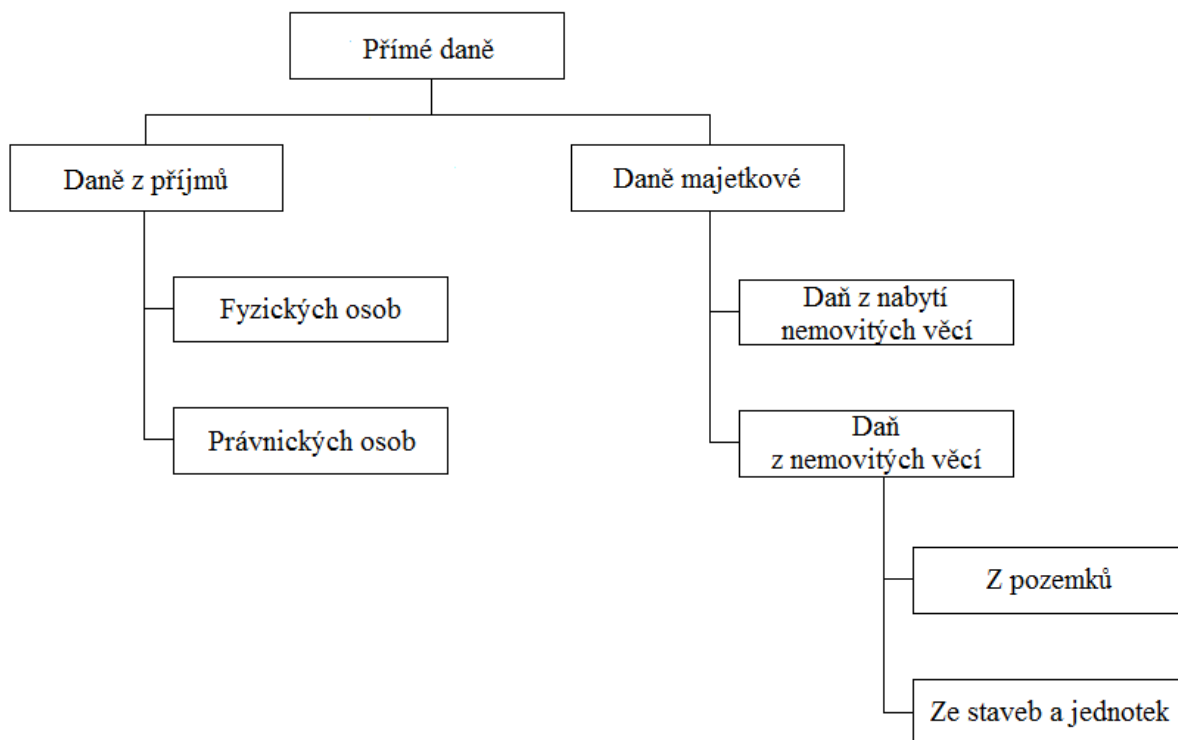 Přímé daně
Daně z příjmů
Daně majetkové
Fyzických osob
Právnických osob
Daň z nabytí
nemovitých věcí
Daň
z nemovitých věcí
Z pozemků
Ze staveb a jednotek